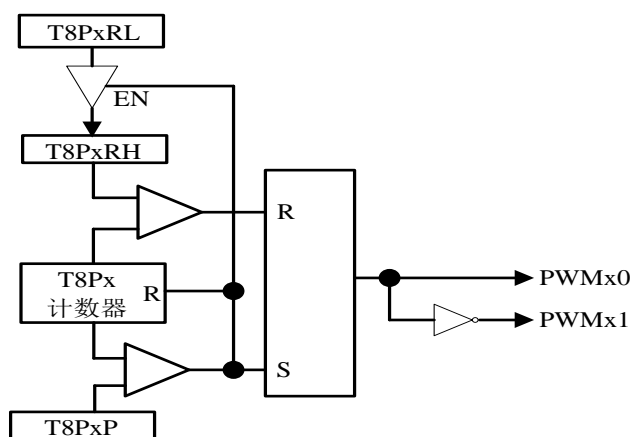 T8PxRL
EN
T8PxRH
R
T8Px
计数器
R
PWMx0
PWMx1
S
T8PxP